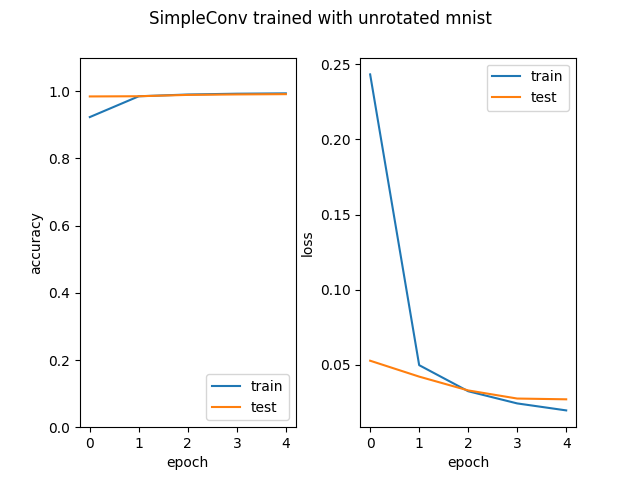 SimpleConv trained with unrotated mnist
accuracy
1.0
0.8
0.6
0.4
0.2
0.0
train
test
0 1 2 3 4
epoch
loss
0.25
0.20
0.15
0.10
0.05
train
test
0 1 2 3 4
epoch